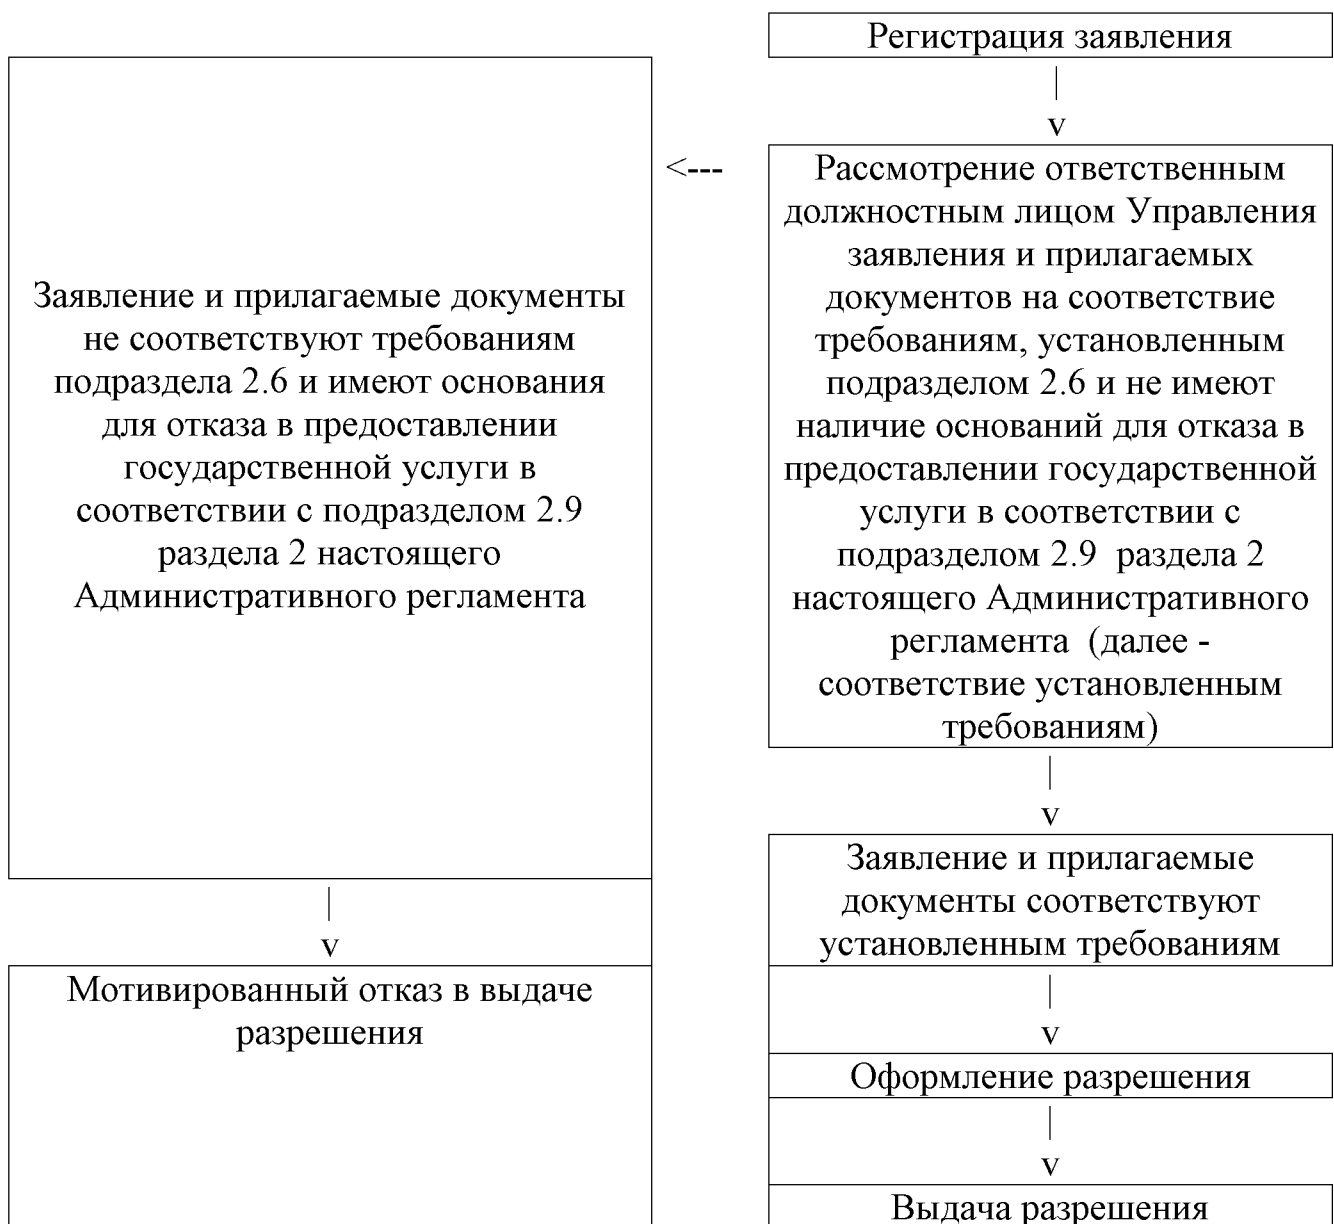 Регистрация заявления
|
v
<---
Рассмотрение ответственным
должностным лицом Управления
заявления и прилагаемых
документов на соответствие
требованиям, установленным
подразделом 2.6 и не имеют
наличие оснований для отказа в
предоставлении государственной
услуги в соответствии с
подразделом 2.9  раздела 2
настоящего Административного
регламента  (далее -
соответствие установленным
требованиям)
Заявление и прилагаемые документы
не соответствуют требованиям
подраздела 2.6 и имеют основания
для отказа в предоставлении
государственной услуги в
соответствии с подразделом 2.9
раздела 2 настоящего
Административного регламента
|
v
Мотивированный отказ в выдаче
разрешения
|
v
Заявление и прилагаемые
документы соответствуют
установленным требованиям
|
v
Оформление разрешения
|
v
Выдача разрешения